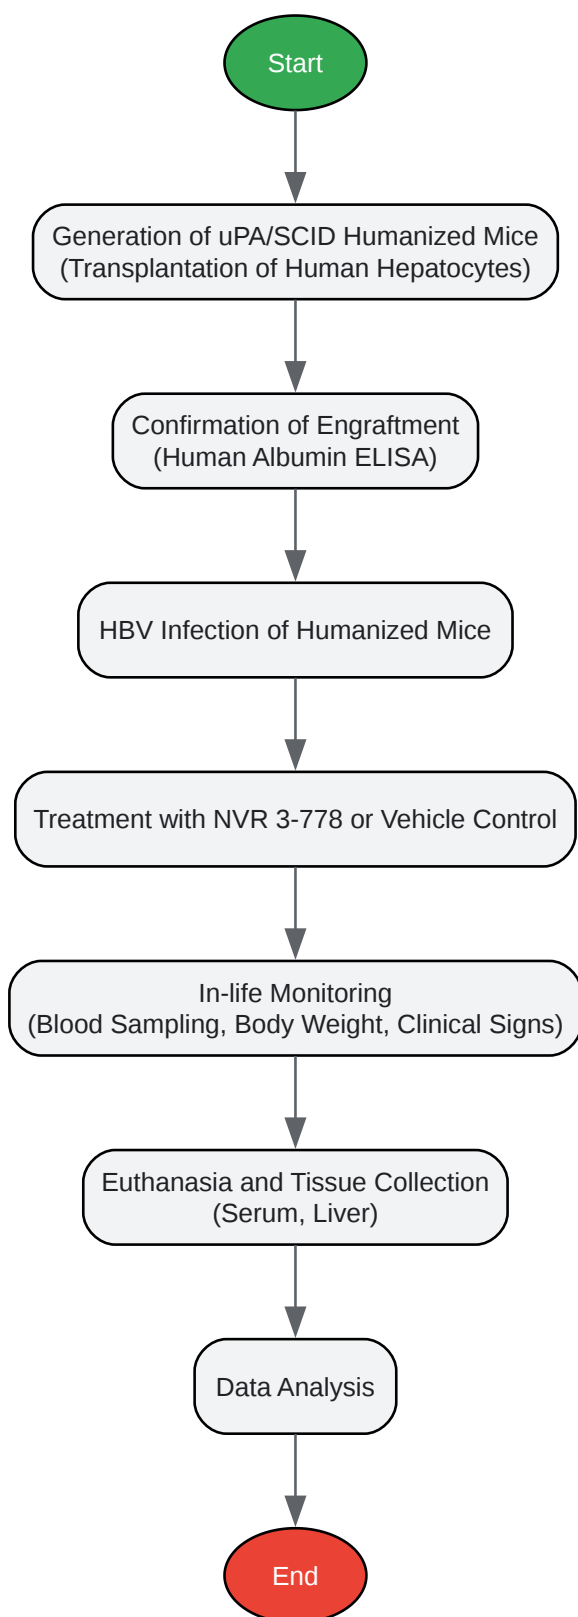 Start
Generation of uPA/SCID Humanized Mice
(Transplantation of Human Hepatocytes)
Confirmation of Engraftment
(Human Albumin ELISA)
HBV Infection of Humanized Mice
Treatment with NVR 3-778 or Vehicle Control
In-life Monitoring
(Blood Sampling, Body Weight, Clinical Signs)
Euthanasia and Tissue Collection
(Serum, Liver)
Data Analysis
End